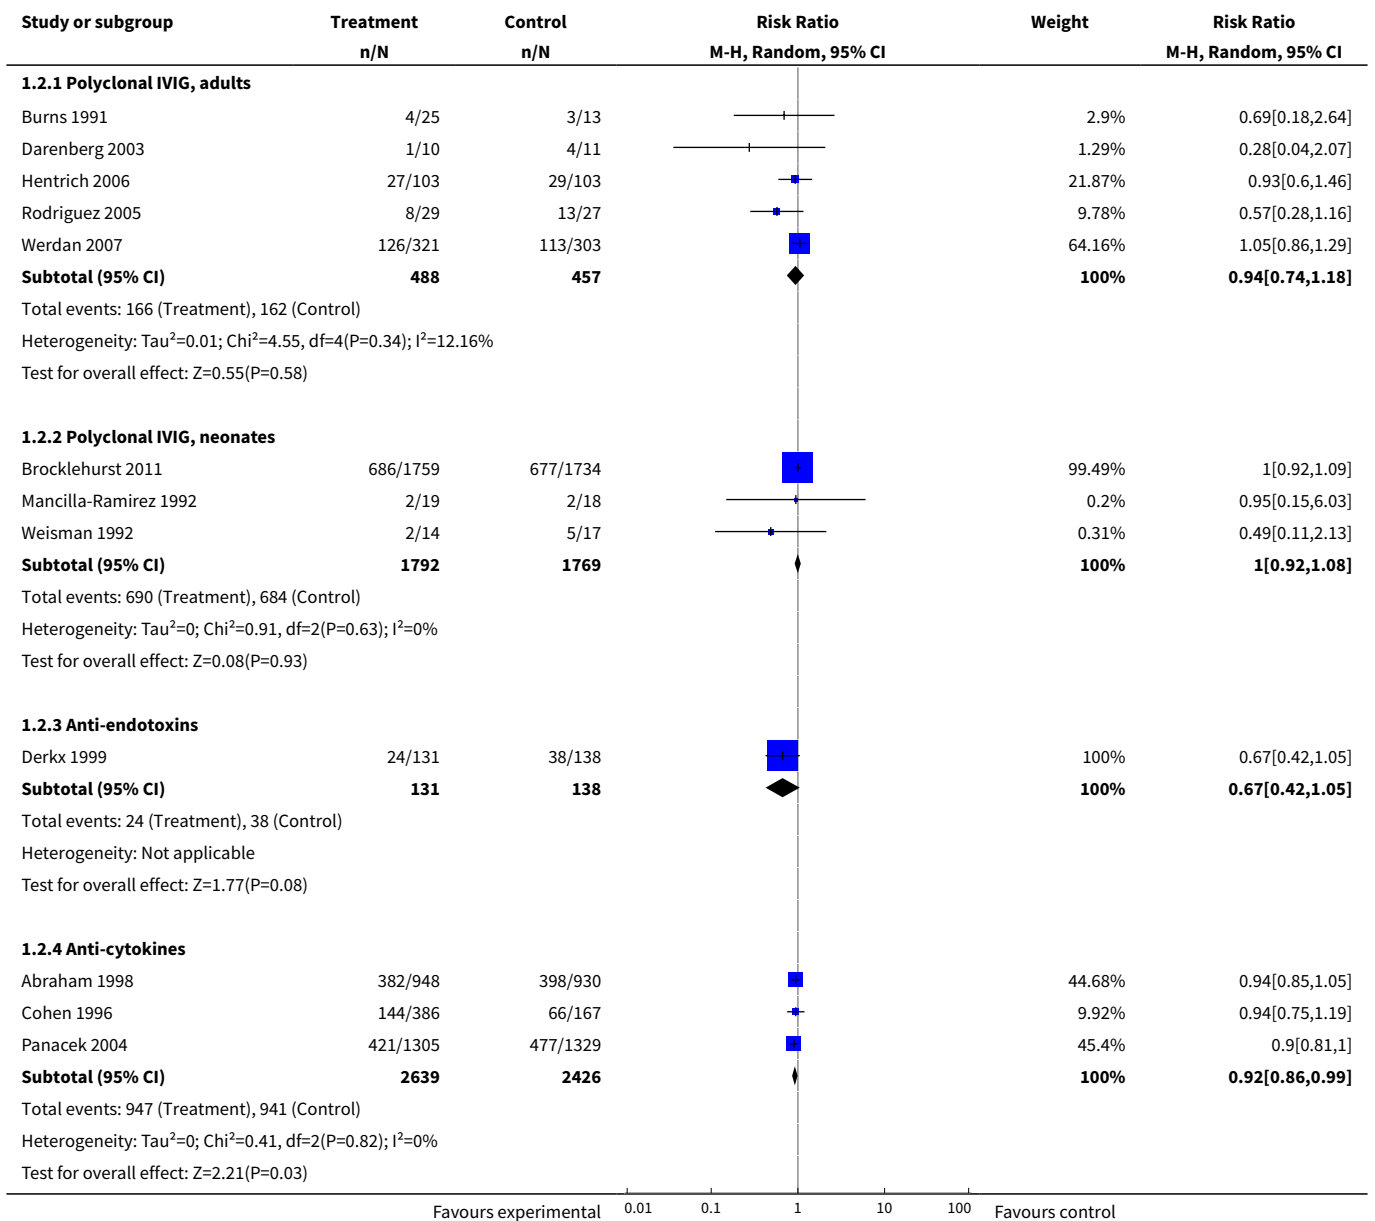 Study or subgroup Treatment Control Risk Ratio Weight Risk Ratio
n/N n/N M-H, Random, 95% CI M-H, Random, 95% CI
1.2.1 Polyclonal IVIG, adults
Burns 1991 4/25 3/13 2.9% 0.69[0.18,2.64]
Darenberg 2003 1/10 4/11 1.29% 0.28[0.04,2.07]
Hentrich 2006 27/103 29/103 21.87% 0.93[0.6,1.46]
Rodriguez 2005 8/29 13/27 9.78% 0.57[0.28,1.16]
Werdan 2007 126/321 113/303 64.16% 1.05[0.86,1.29]
Subtotal (95% CI) 488 457 100% 0.94[0.74,1.18]
Total events: 166 (Treatment), 162 (Control)
Heterogeneity: Tau²=0.01; Chi²=4.55, df=4(P=0.34); I²=12.16%
Test for overall effect: Z=0.55(P=0.58)
1.2.2 Polyclonal IVIG, neonates
Brocklehurst 2011 686/1759 677/1734 99.49% 1[0.92,1.09]
Mancilla-Ramirez 1992 2/19 2/18 0.2% 0.95[0.15,6.03]
Weisman 1992 2/14 5/17 0.31% 0.49[0.11,2.13]
Subtotal (95% CI) 1792 1769 100% 1[0.92,1.08]
Total events: 690 (Treatment), 684 (Control)
Heterogeneity: Tau²=0; Chi²=0.91, df=2(P=0.63); I²=0%
Test for overall effect: Z=0.08(P=0.93)
1.2.3 Anti-endotoxins
Derkx 1999 24/131 38/138 100% 0.67[0.42,1.05]
Subtotal (95% CI) 131 138 100% 0.67[0.42,1.05]
Total events: 24 (Treatment), 38 (Control)
Heterogeneity: Not applicable
Test for overall effect: Z=1.77(P=0.08)
1.2.4 Anti-cytokines
Abraham 1998 382/948 398/930 44.68% 0.94[0.85,1.05]
Cohen 1996 144/386 66/167 9.92% 0.94[0.75,1.19]
Panacek 2004 421/1305 477/1329 45.4% 0.9[0.81,1]
Subtotal (95% CI) 2639 2426 100% 0.92[0.86,0.99]
Total events: 947 (Treatment), 941 (Control)
Heterogeneity: Tau²=0; Chi²=0.41, df=2(P=0.82); I²=0%
Test for overall effect: Z=2.21(P=0.03)
Favours experimental 0.01 0.1 1 10 100 Favours control